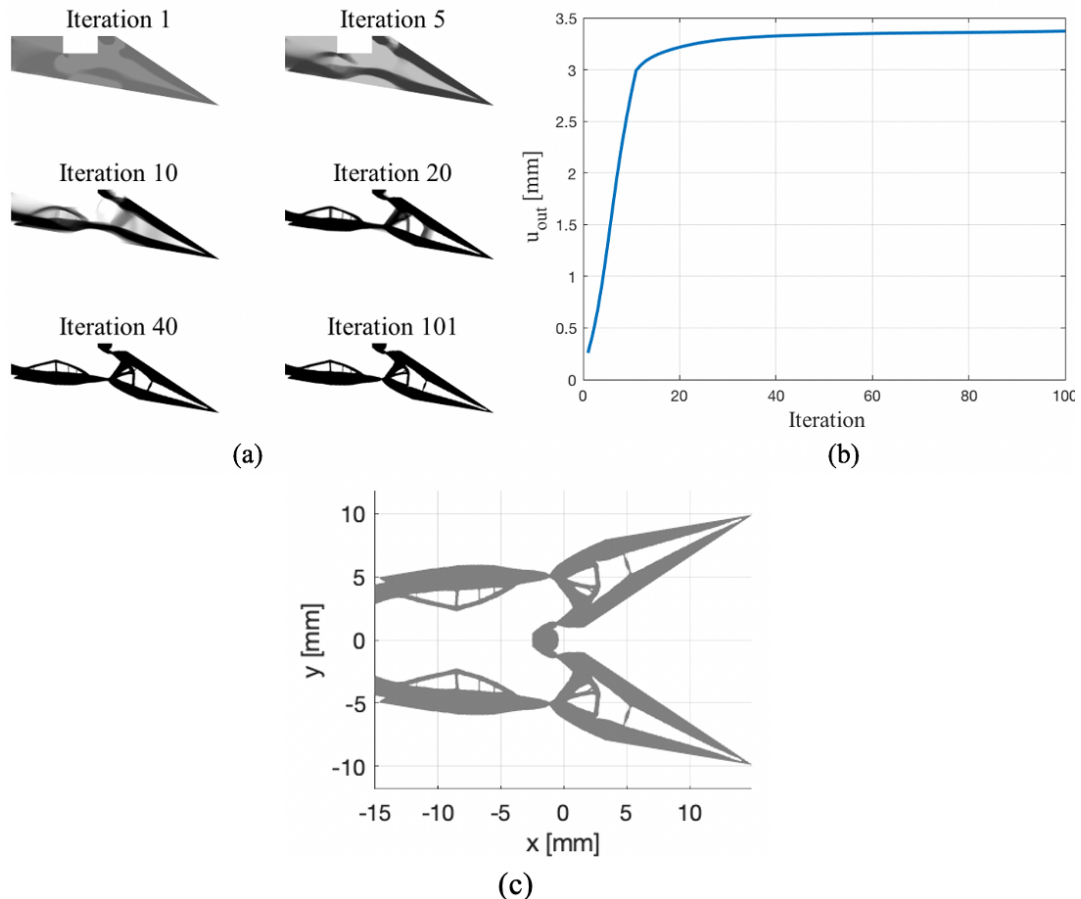 Iteration 1
Iteration 5
Iteration 10
Iteration 20
Iteration 40
Iteration 101
(a)
3.5
3
2.5
2
1.5
1
0.5
0
u_out [mm]
0 20 40 60 80 100
Iteration
(b)
10
5
0
-5
-10
y [mm]
-15 -10 -5 0 5 10
x [mm]
(c)